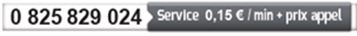 0 825 829 024 Service 0,15 € / min + prix appel